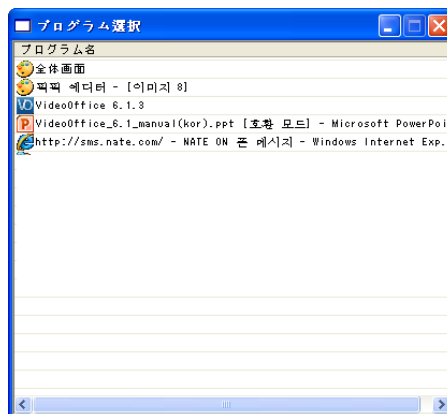 プログラム選択
プログラム名
全体画面
픽픽 에디터 - [이미지 8]
VideoOffice 6.1.3
VideoOffice_6.1_manual(kor).ppt [호환 모드] - Microsoft PowerPoi
http://sms.nate.com/ - NATE ON 폰 메시지 - Windows Internet Exp.